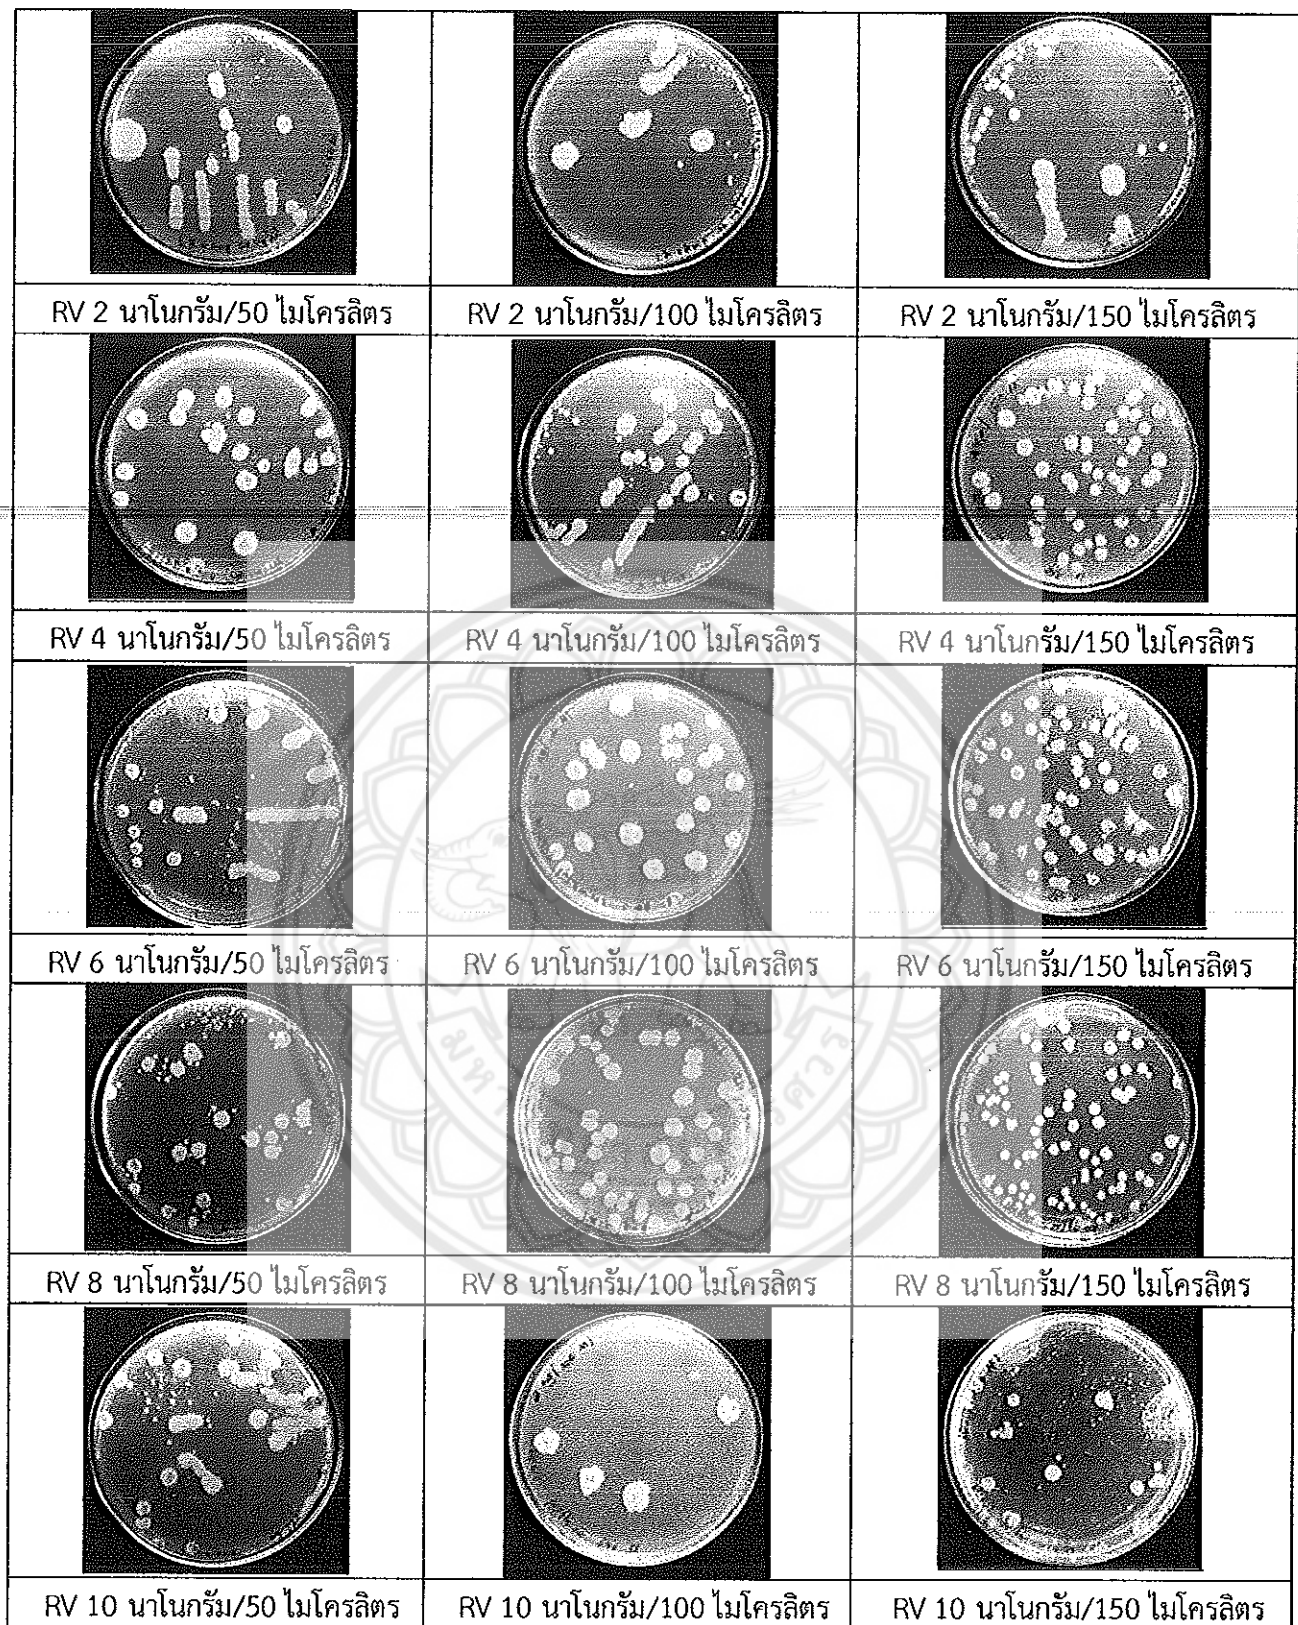 RV 2 นาโนกรัม/50 ไมโครลิตร
RV 2 นาโนกรัม/100 ไมโครลิตร
RV 2 นาโนกรัม/150 ไมโครลิตร
RV 4 นาโนกรัม/50 ไมโครลิตร
RV 4 นาโนกรัม/100 ไมโครลิตร
RV 4 นาโนกรัม/150 ไมโครลิตร
RV 6 นาโนกรัม/50 ไมโครลิตร
RV 6 นาโนกรัม/100 ไมโครลิตร
RV 6 นาโนกรัม/150 ไมโครลิตร
RV 8 นาโนกรัม/50 ไมโครลิตร
RV 8 นาโนกรัม/100 ไมโครลิตร
RV 8 นาโนกรัม/150 ไมโครลิตร
RV 10 นาโนกรัม/50 ไมโครลิตร
RV 10 นาโนกรัม/100 ไมโครลิตร
RV 10 นาโนกรัม/150 ไมโครลิตร